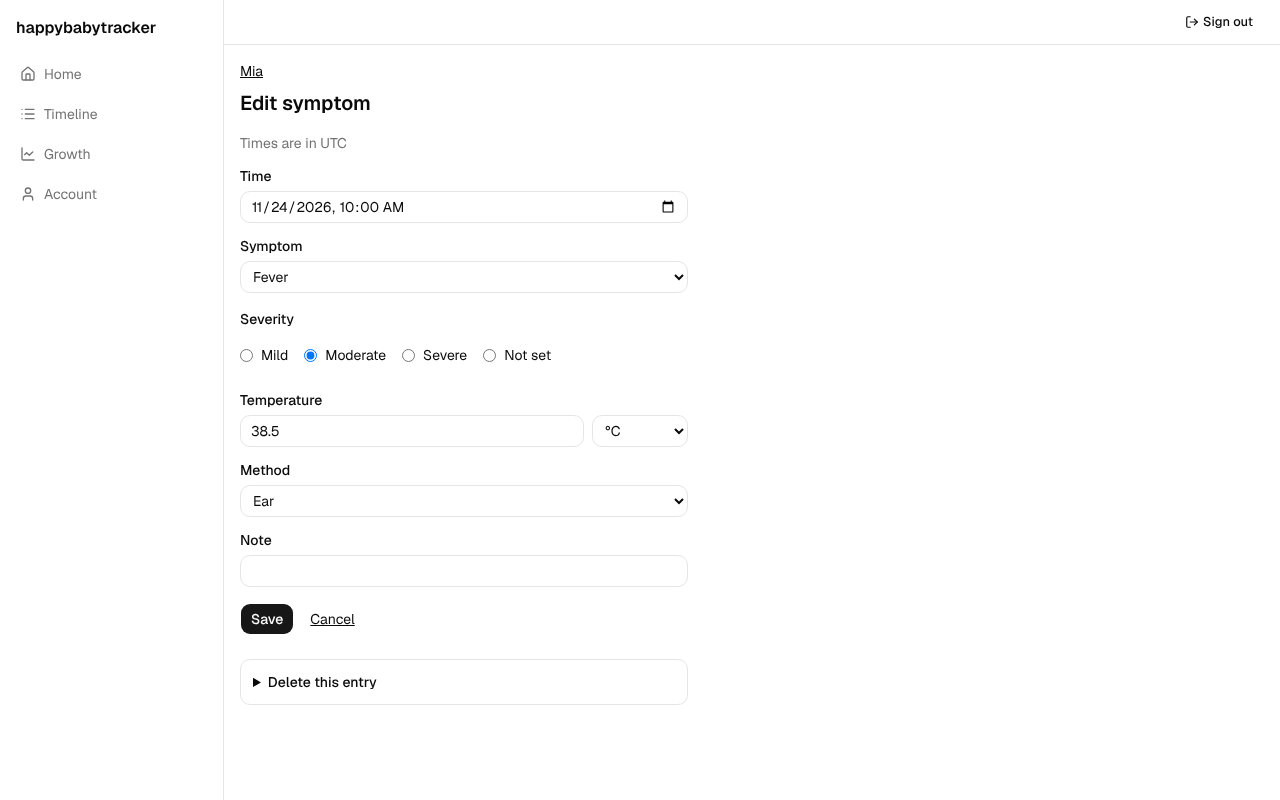 happybabytracker
Sign out
Home
Timeline
Growth
Account
Mia
Edit symptom
Times are in UTC
Time
11/24/2026, 10:00 AM
Symptom
Fever
Severity
Mild
Moderate
Severe
Not set
Temperature
38.5
°C
Method
Ear
Note
Save
Cancel
Delete this entry